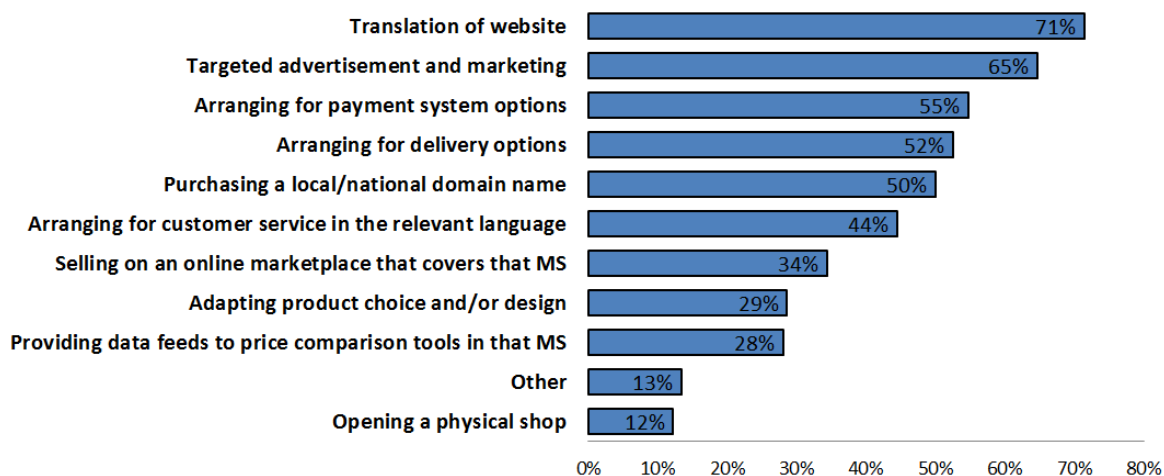 Translation of website 71%
Targeted advertisement and marketing 65%
Arranging for payment system options 55%
Arranging for delivery options 52%
Purchasing a local/national domain name 50%
Arranging for customer service in the relevant language 44%
Selling on an online marketplace that covers that MS 34%
Adapting product choice and/or design 29%
Providing data feeds to price comparison tools in that MS 28%
Other 13%
Opening a physical shop 12%
0% 10% 20% 30% 40% 50% 60% 70% 80%